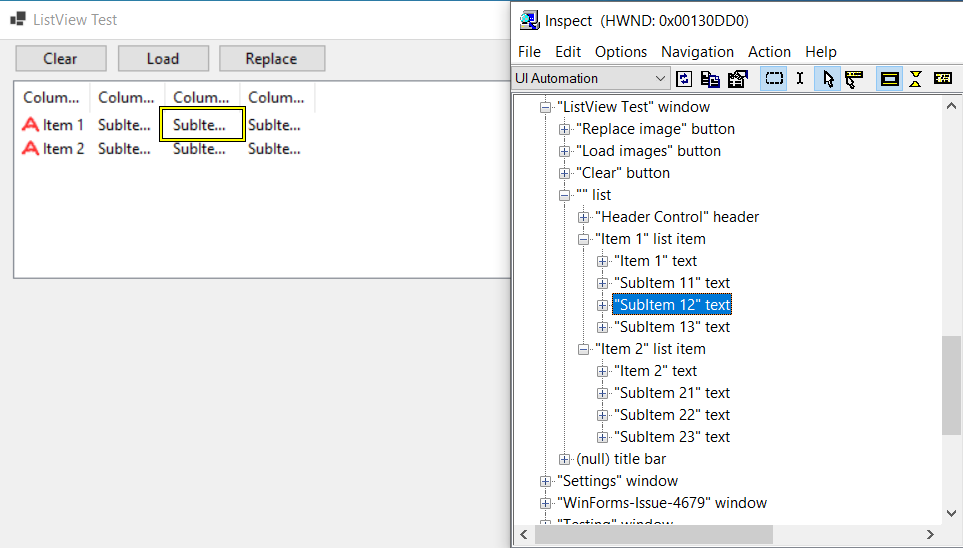 ListView Test
Clear Load Replace
Colum... Colum... Colum... Colum...
Item 1 SubIte... SubIte... SubIte...
Item 2 SubIte... SubIte... SubIte...
Inspect (HWND: 0x00130DD0)
File Edit Options Navigation Action Help
UI Automation
"ListView Test" window
"Replace image" button
"Load images" button
"Clear" button
"" list
"Header Control" header
"Item 1" list item
"Item 1" text
"SubItem 11" text
"SubItem 12" text
"SubItem 13" text
"Item 2" list item
"Item 2" text
"SubItem 21" text
"SubItem 22" text
"SubItem 23" text
(null) title bar
"Settings" window
"WinForms-Issue-4679" window
"Testing" window